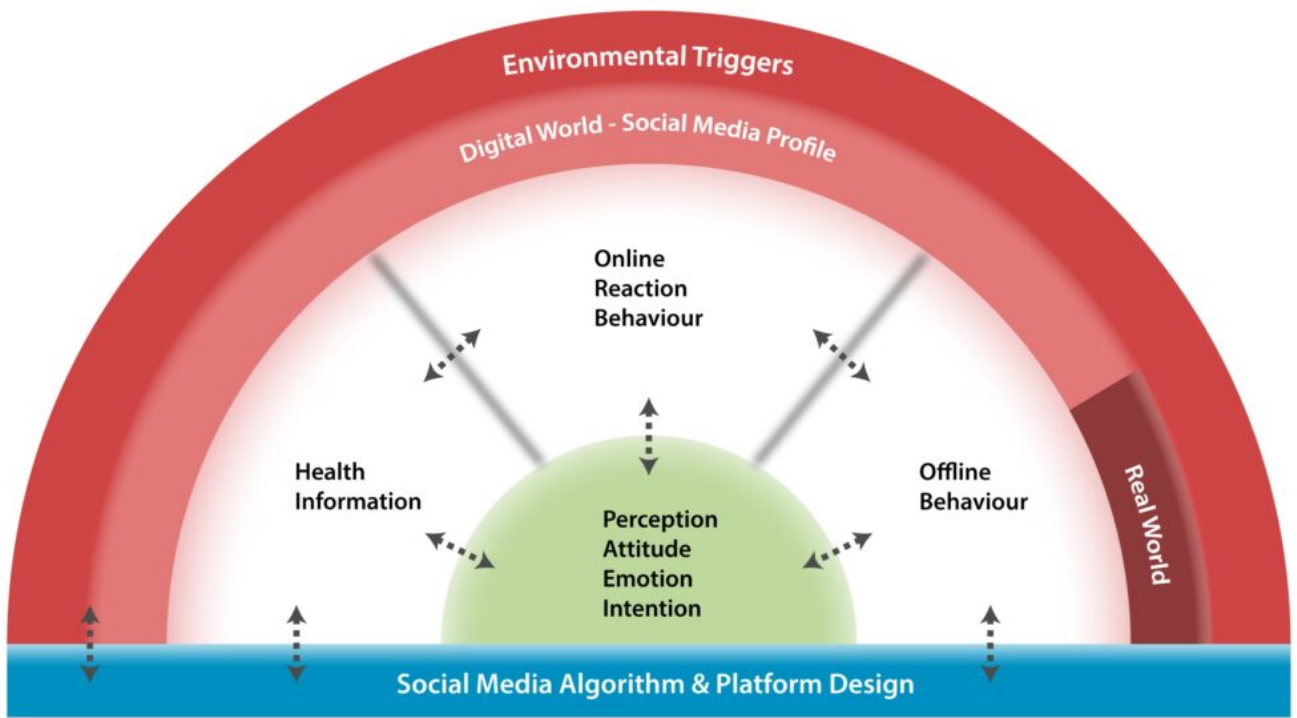 Environmental Triggers
Digital World - Social Media Profile
Online
Reaction
Behaviour
Health
Information
Offline
Behaviour
Real World
Perception
Attitude
Emotion
Intention
Social Media Algorithm & Platform Design